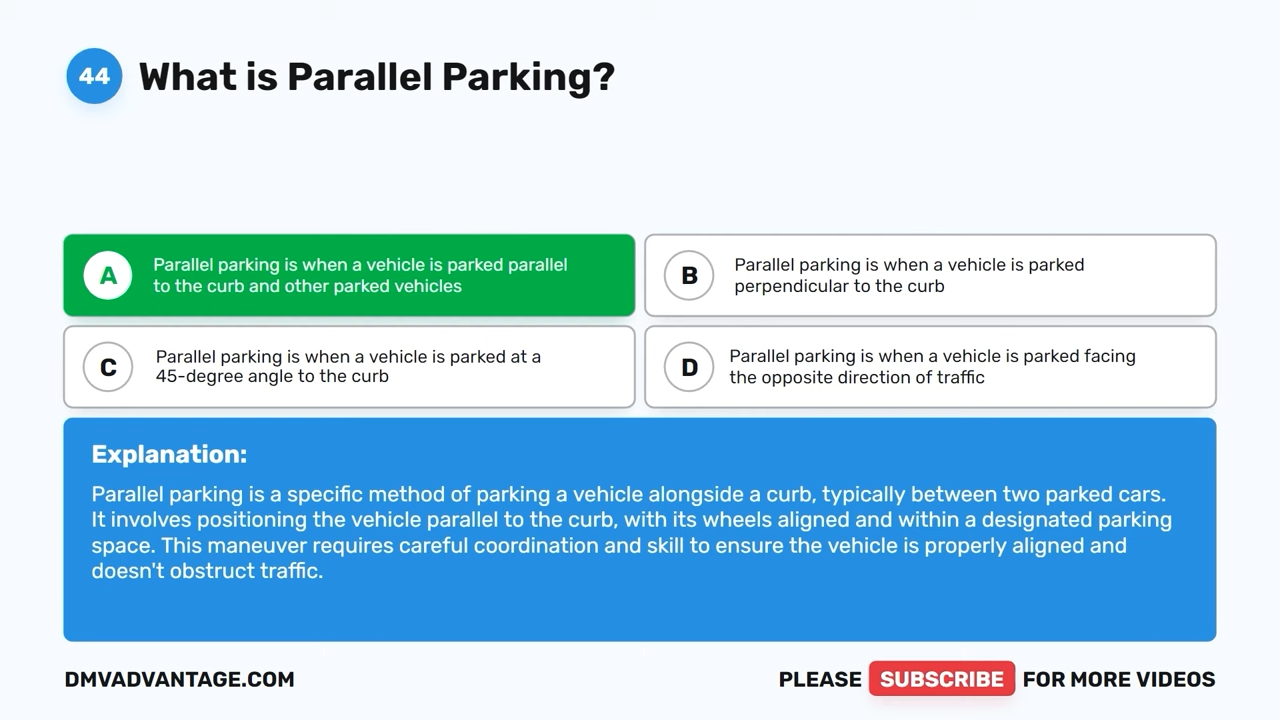 44 What is Parallel Parking?
A Parallel parking is when a vehicle is parked parallel
to the curb and other parked vehicles
B Parallel parking is when a vehicle is parked
perpendicular to the curb
C Parallel parking is when a vehicle is parked at a
45-degree angle to the curb
D Parallel parking is when a vehicle is parked facing
the opposite direction of traffic
Explanation:
Parallel parking is a specific method of parking a vehicle alongside a curb, typically between two parked cars.
It involves positioning the vehicle parallel to the curb, with its wheels aligned and within a designated parking
space. This maneuver requires careful coordination and skill to ensure the vehicle is properly aligned and
doesn't obstruct traffic.
DMVADVANTAGE.COM
PLEASE SUBSCRIBE FOR MORE VIDEOS